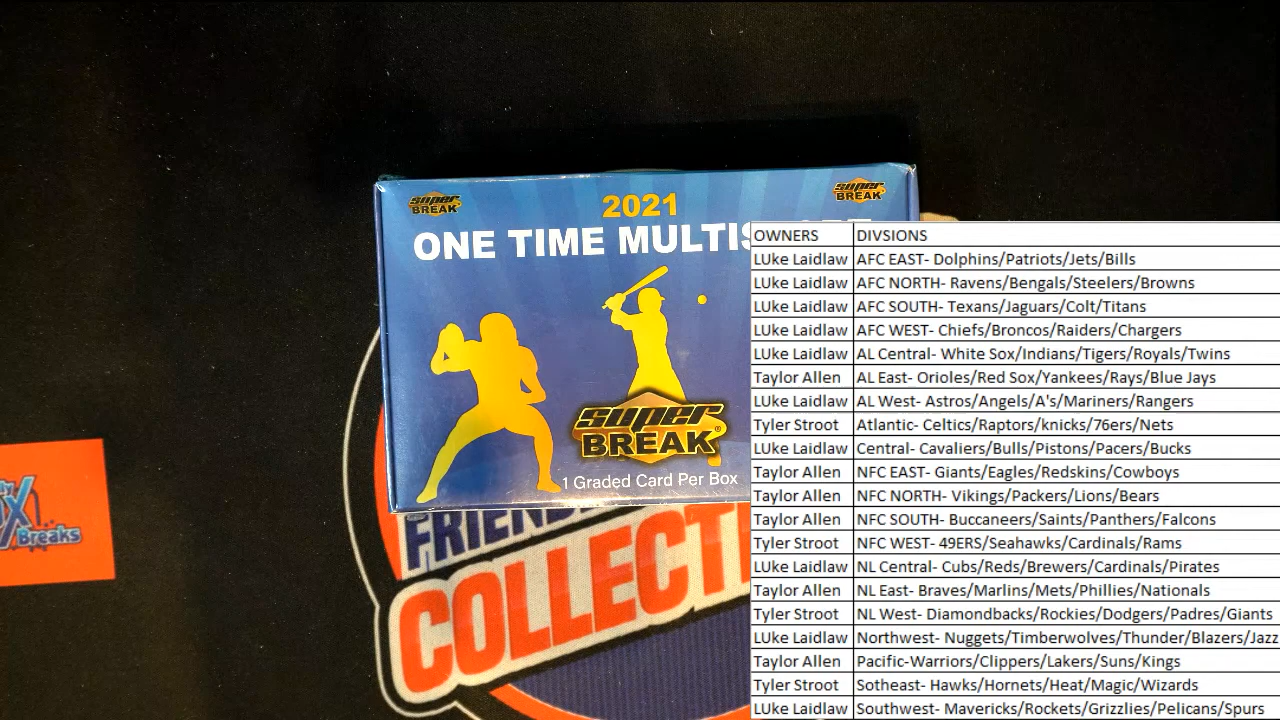 super
BREAK
super
BREAK
2021
ONE TIME MULTIS
super
BREAK®
1 Graded Card Per Box
FRIEN
COLLECT
ly
X
Breaks
OWNERS DIVSIONS
LUke Laidlaw AFC EAST- Dolphins/Patriots/Jets/Bills
LUke Laidlaw AFC NORTH- Ravens/Bengals/Steelers/Browns
LUke Laidlaw AFC SOUTH- Texans/Jaguars/Colt/Titans
LUke Laidlaw AFC WEST- Chiefs/Broncos/Raiders/Chargers
LUke Laidlaw AL Central- White Sox/Indians/Tigers/Royals/Twins
Taylor Allen AL East- Orioles/Red Sox/Yankees/Rays/Blue Jays
LUke Laidlaw AL West- Astros/Angels/A's/Mariners/Rangers
Tyler Stroot Atlantic- Celtics/Raptors/knicks/76ers/Nets
LUke Laidlaw Central- Cavaliers/Bulls/Pistons/Pacers/Bucks
Taylor Allen NFC EAST- Giants/Eagles/Redskins/Cowboys
Taylor Allen NFC NORTH- Vikings/Packers/Lions/Bears
Taylor Allen NFC SOUTH- Buccaneers/Saints/Panthers/Falcons
Tyler Stroot NFC WEST- 49ERS/Seahawks/Cardinals/Rams
LUke Laidlaw NL Central- Cubs/Reds/Brewers/Cardinals/Pirates
Taylor Allen NL East- Braves/Marlins/Mets/Phillies/Nationals
Tyler Stroot NL West- Diamondbacks/Rockies/Dodgers/Padres/Giants
LUke Laidlaw Northwest- Nuggets/Timberwolves/Thunder/Blazers/Jazz
Taylor Allen Pacific-Warriors/Clippers/Lakers/Suns/Kings
Tyler Stroot Sotheast- Hawks/Hornets/Heat/Magic/Wizards
LUke Laidlaw Southwest- Mavericks/Rockets/Grizzlies/Pelicans/Spurs